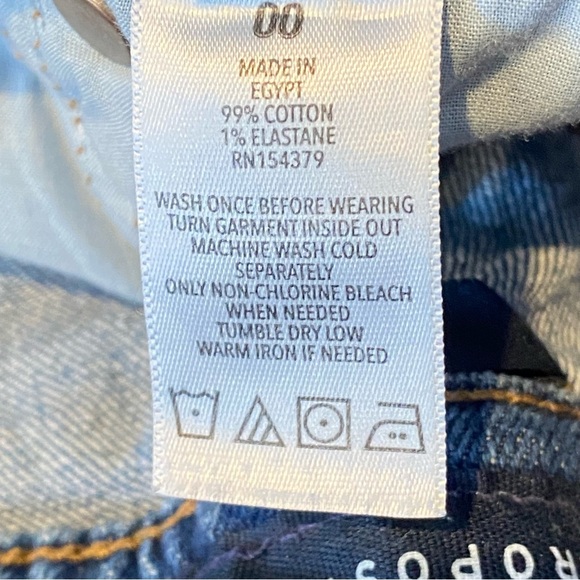 00
MADE IN
EGYPT
99% COTTON
1% ELASTANE
RN154379
WASH ONCE BEFORE WEARING
TURN GARMENT INSIDE OUT
MACHINE WASH COLD
SEPARATELY
ONLY NON-CHLORINE BLEACH
WHEN NEEDED
TUMBLE DRY LOW
WARM IRON IF NEEDED
ROPOS